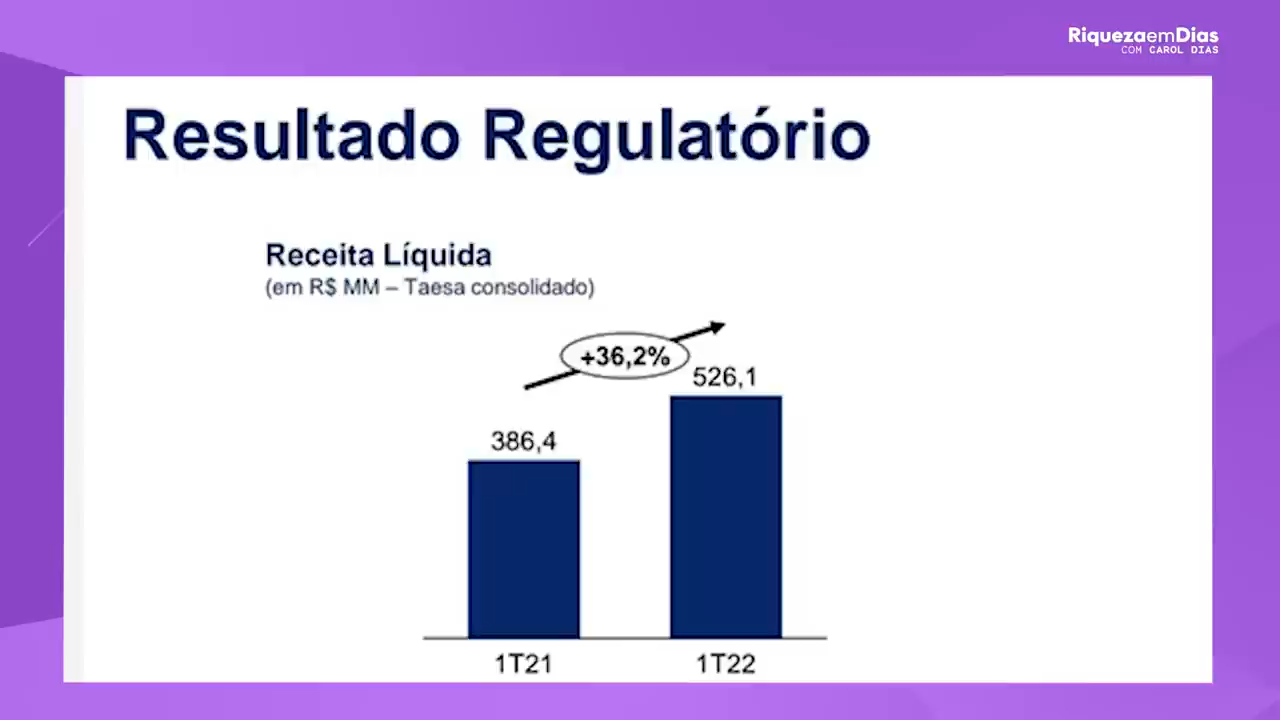 RiquezaemDias
COM CAROL DIAS
Resultado Regulatório
Receita Líquida
(em R$ MM – Taesa consolidado)
+36,2%
526,1
386,4
1T21
1T22